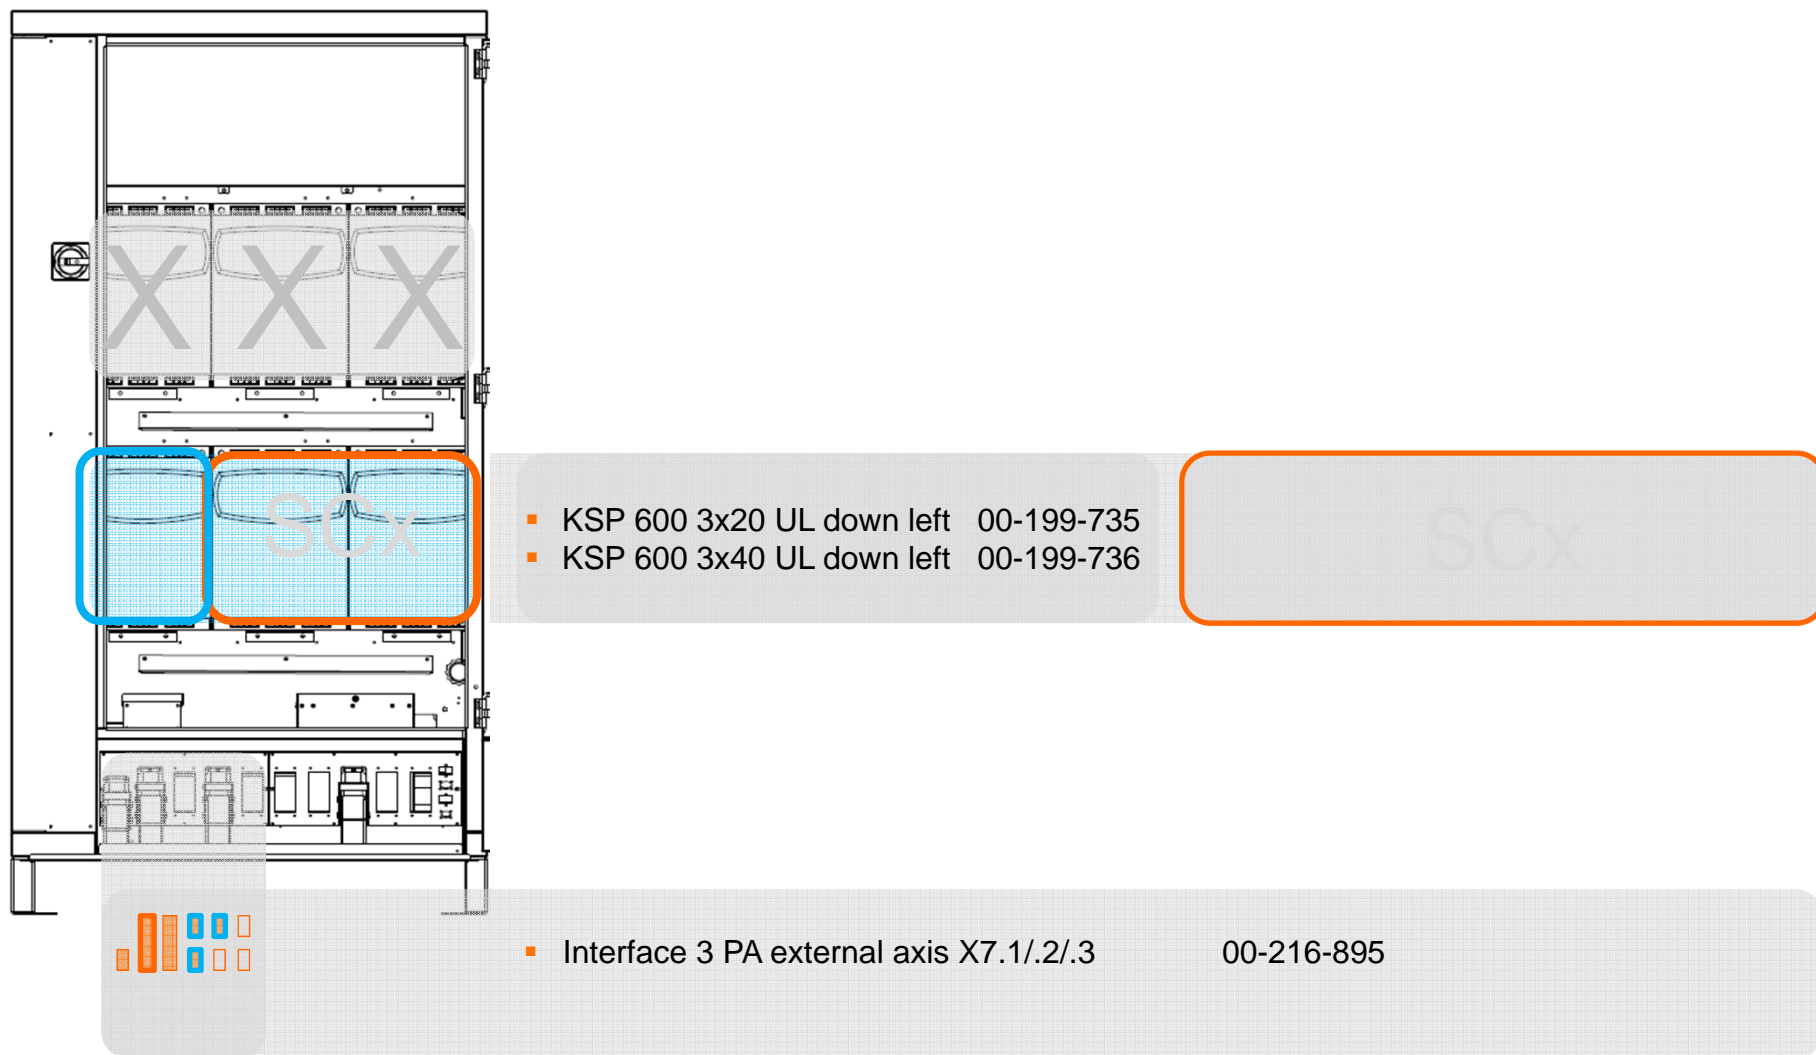 X X X
SCx
▪ KSP 600 3x20 UL down left 00-199-735
▪ KSP 600 3x40 UL down left 00-199-736
SCx
▪ Interface 3 PA external axis X7.1/.2/.3 00-216-895